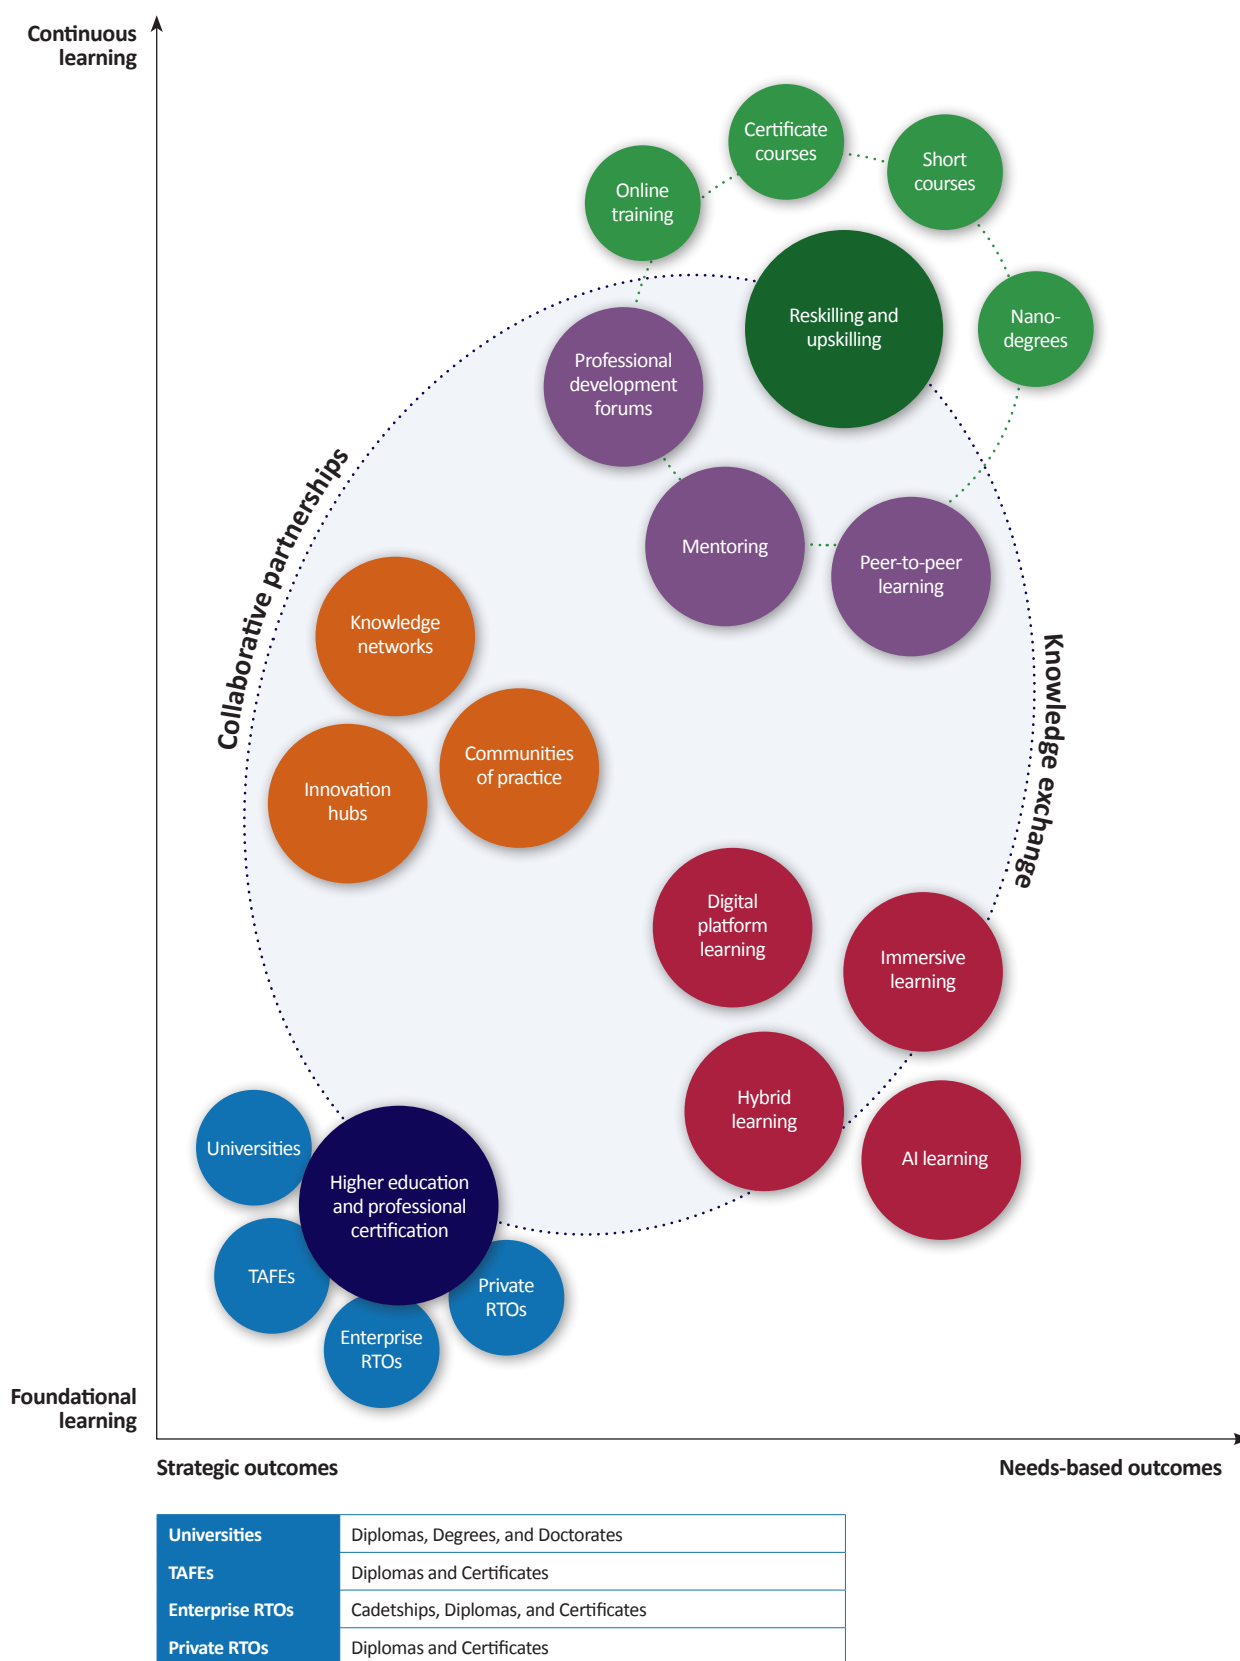 Continuous
learning
Certificate
courses
Short
courses
Online
training
Reskilling and
upskilling
Nano-
degrees
Professional
development
forums
Mentoring
Peer-to-peer
learning
Collaborative partnerships
Knowledge
networks
Communities
of practice
Innovation
hubs
Knowledge exchange
Digital
platform
learning
Immersive
learning
Hybrid
learning
AI learning
Universities
Higher education
and professional
certification
TAFEs
Private
RTOs
Enterprise
RTOs
Foundational
learning
Strategic outcomes
Needs-based outcomes
Universities Diplomas, Degrees, and Doctorates
TAFEs Diplomas and Certificates
Enterprise RTOs Cadetships, Diplomas, and Certificates
Private RTOs Diplomas and Certificates